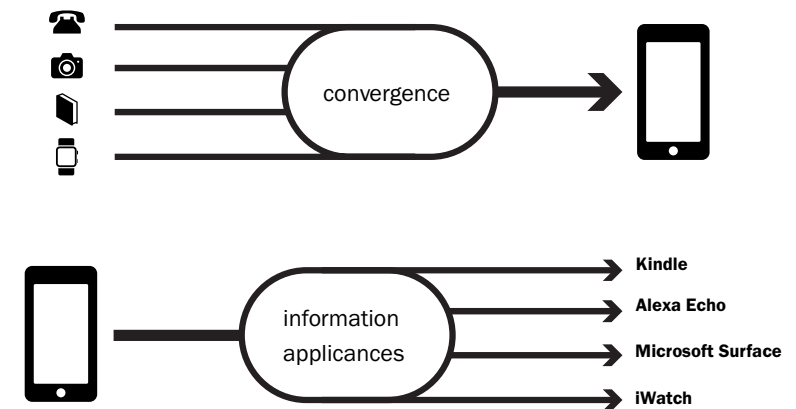 convergence
Kindle
Alexa Echo
information
applicances
Microsoft Surface
iWatch